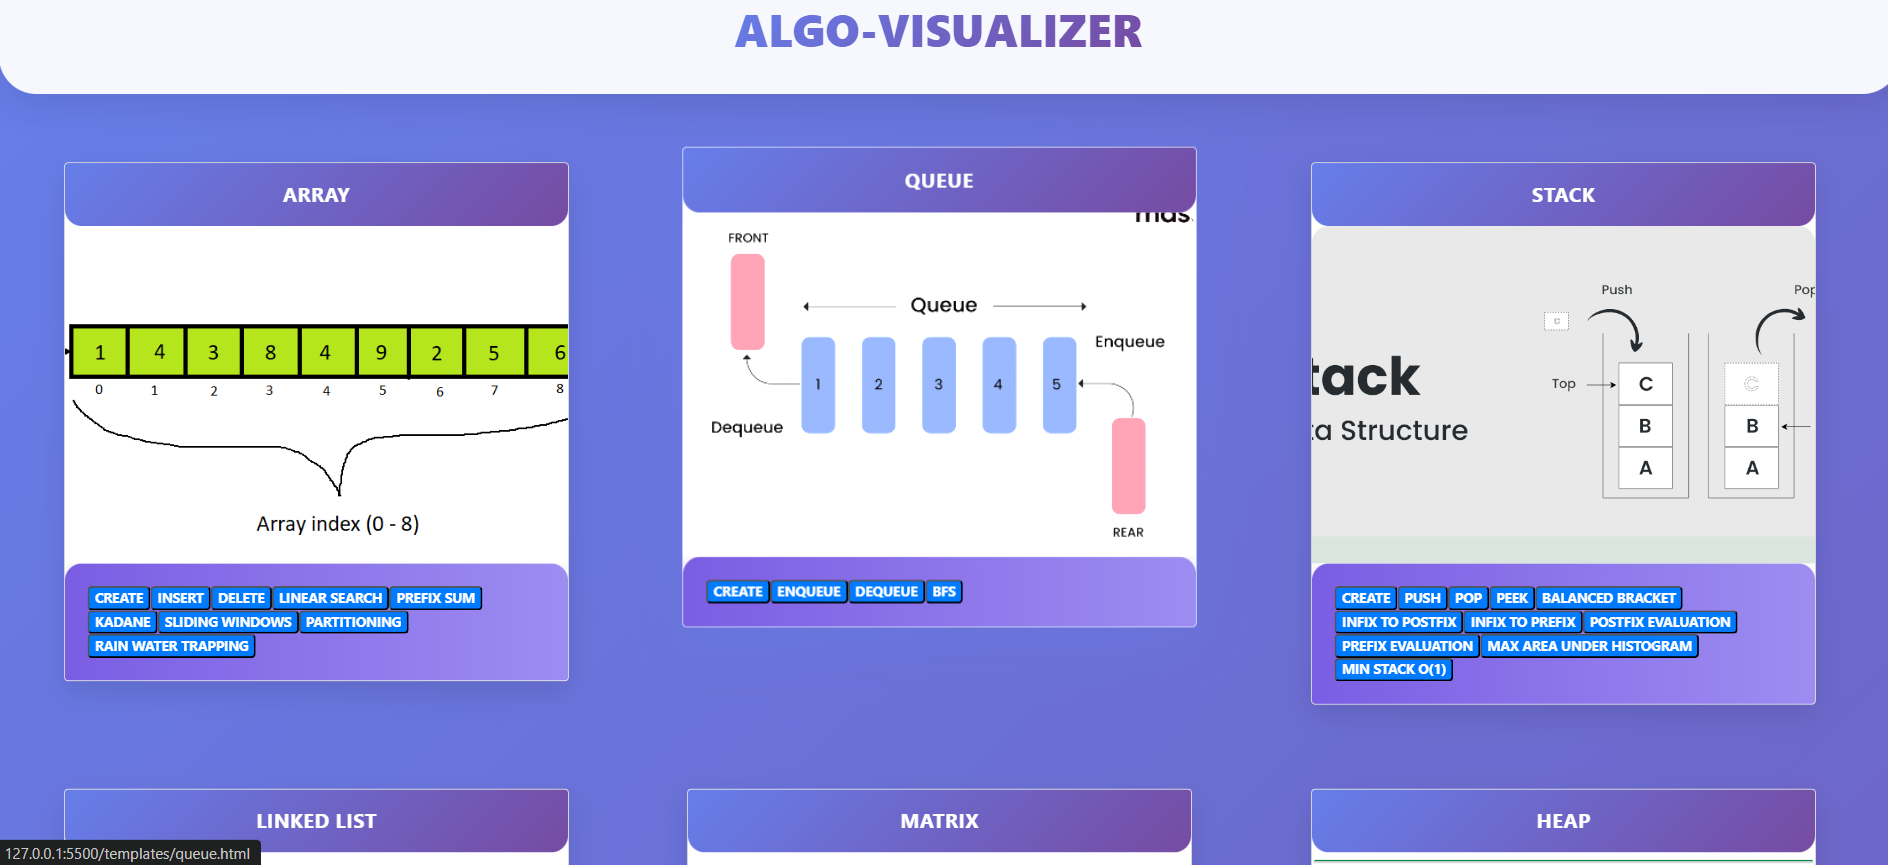 ALGO-VISUALIZER
ARRAY
1 4 3 8 4 9 2 5 6
0 1 2 3 4 5 6 7 8
Array index (0 - 8)
CREATE INSERT DELETE LINEAR SEARCH PREFIX SUM
KADANE SLIDING WINDOWS PARTITIONING
RAIN WATER TRAPPING
QUEUE
FRONT
Queue
Enqueue
1 2 3 4 5
Dequeue
REAR
CREATE ENQUEUE DEQUEUE BFS
STACK
Push
Pop
C
tack
ta Structure
Top
C
B
A
C
B
A
CREATE PUSH POP PEEK BALANCED BRACKET
INFIX TO POSTFIX INFIX TO PREFIX POSTFIX EVALUATION
PREFIX EVALUATION MAX AREA UNDER HISTOGRAM
MIN STACK O(1)
LINKED LIST
MATRIX
HEAP
127.0.0.1:5500/templates/queue.html